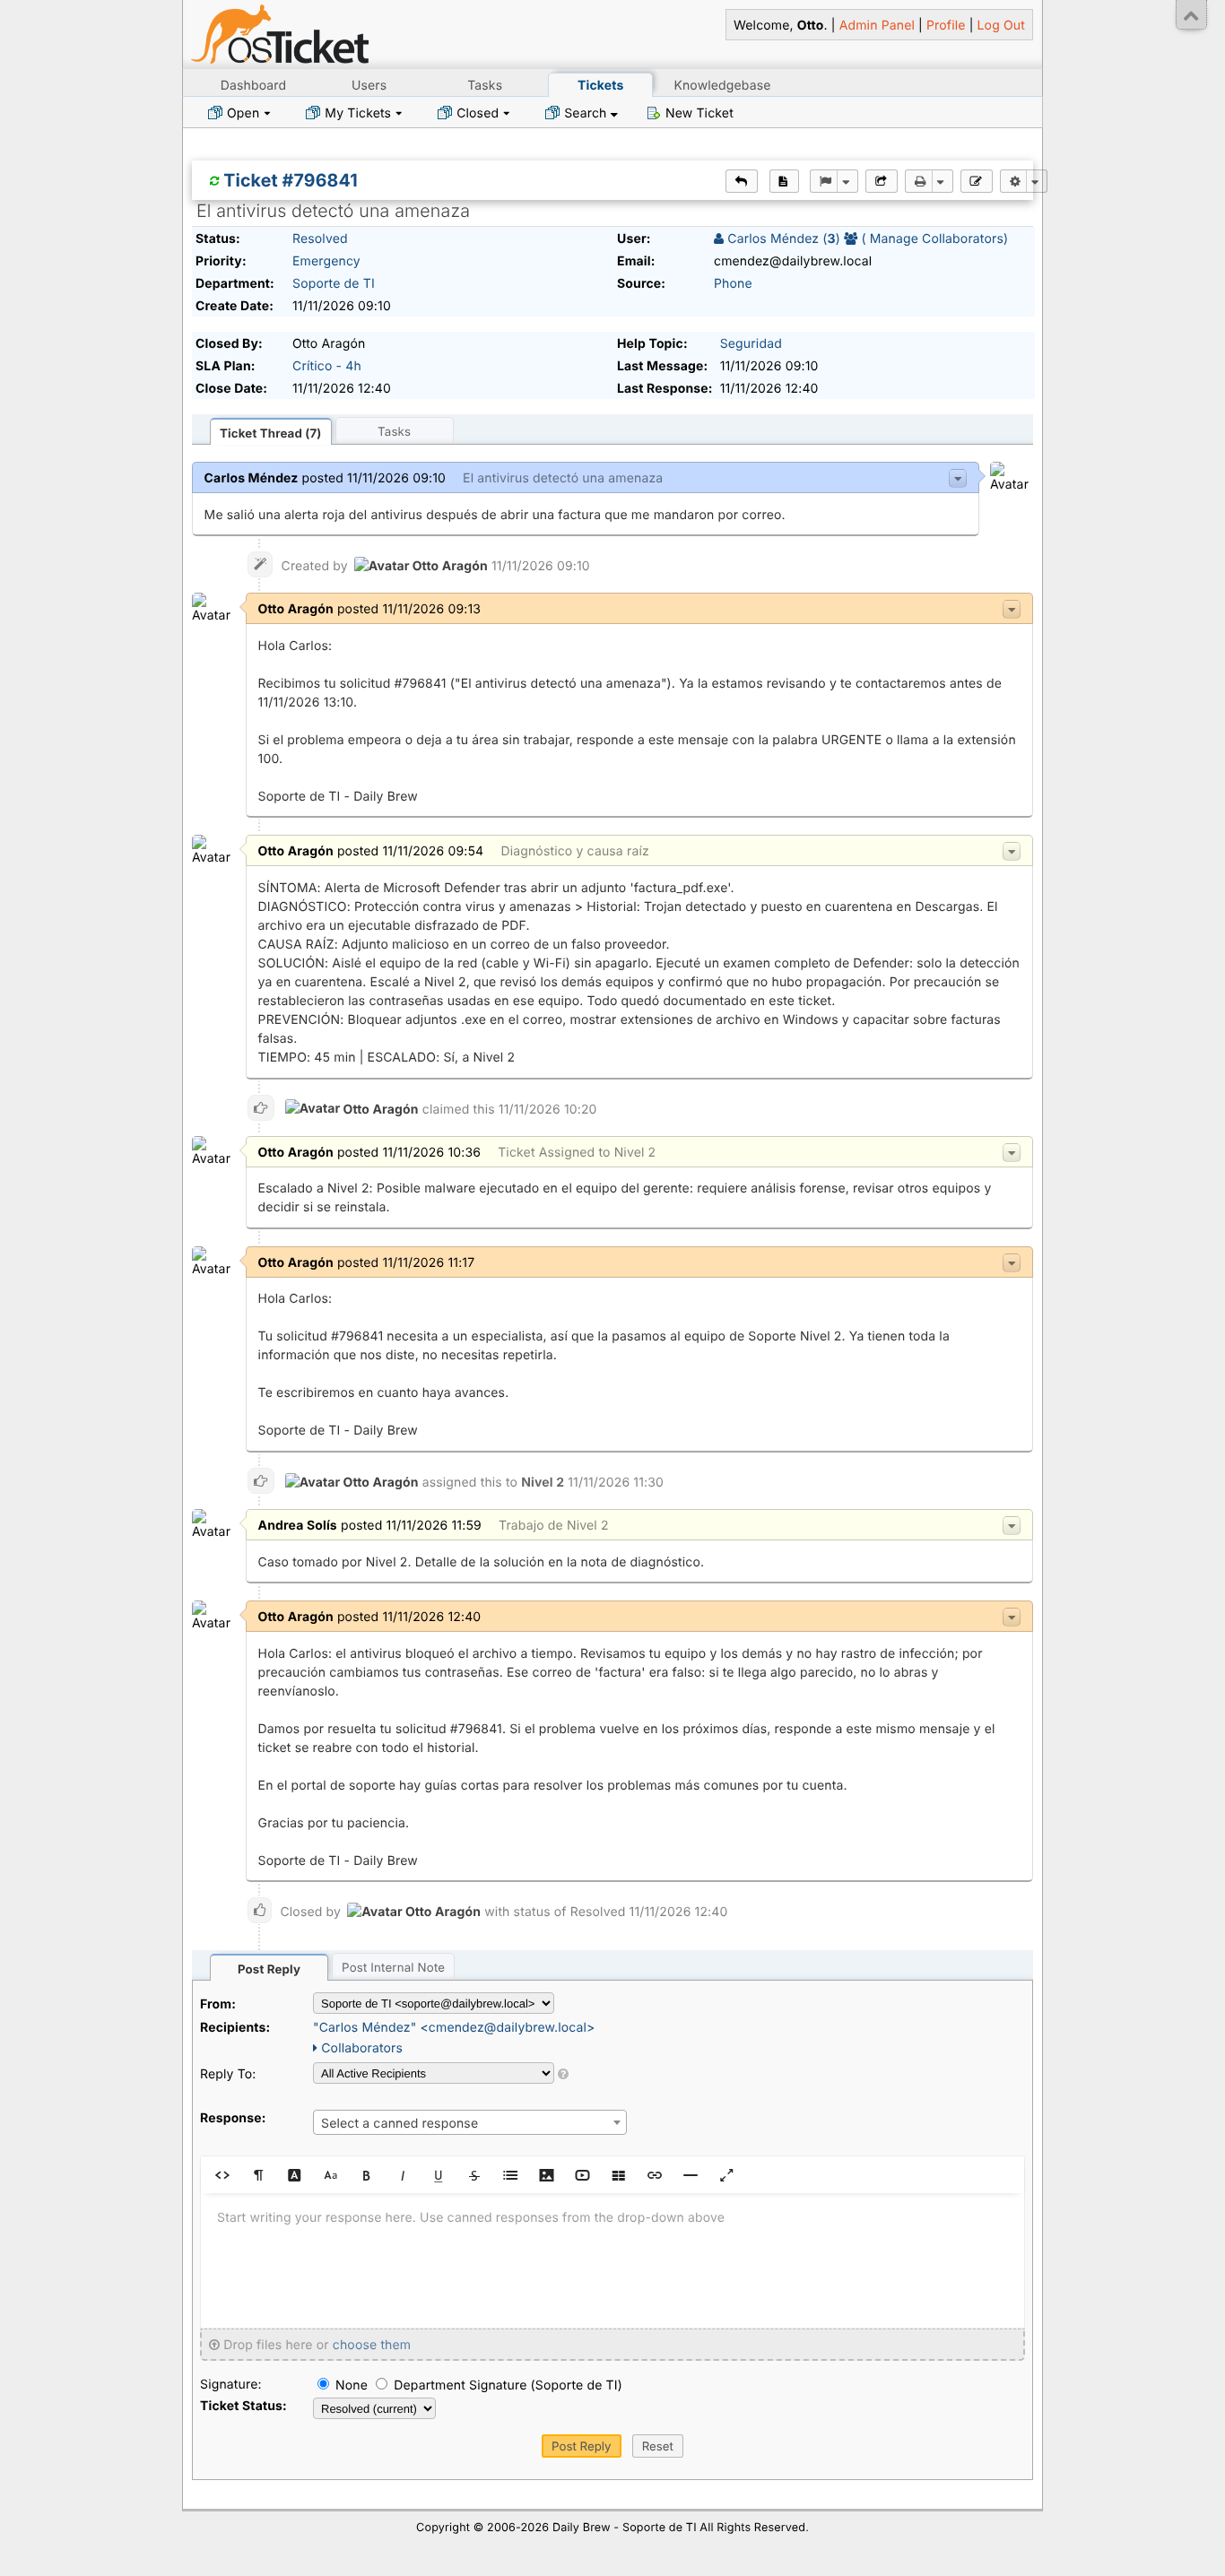 osTicket
Welcome, Otto. | Admin Panel | Profile | Log Out
Dashboard Users Tasks Tickets Knowledgebase
Open My Tickets Closed Search New Ticket
Ticket #796841
El antivirus detectó una amenaza
Status: Resolved User: Carlos Méndez (3) ( Manage Collaborators)
Priority: Emergency Email: cmendez@dailybrew.local
Department: Soporte de TI Source: Phone
Create Date: 11/11/2026 09:10
Closed By: Otto Aragón Help Topic: Seguridad
SLA Plan: Crítico - 4h Last Message: 11/11/2026 09:10
Close Date: 11/11/2026 12:40 Last Response: 11/11/2026 12:40
Ticket Thread (7) Tasks
Carlos Méndez posted 11/11/2026 09:10 El antivirus detectó una amenaza
Avatar
Me salió una alerta roja del antivirus después de abrir una factura que me mandaron por correo.
Created by Avatar Otto Aragón 11/11/2026 09:10
Avatar
Otto Aragón posted 11/11/2026 09:13
Hola Carlos:
Recibimos tu solicitud #796841 ("El antivirus detectó una amenaza"). Ya la estamos revisando y te contactaremos antes de
11/11/2026 13:10.
Si el problema empeora o deja a tu área sin trabajar, responde a este mensaje con la palabra URGENTE o llama a la extensión
100.
Soporte de TI - Daily Brew
Avatar
Otto Aragón posted 11/11/2026 09:54 Diagnóstico y causa raíz
SÍNTOMA: Alerta de Microsoft Defender tras abrir un adjunto 'factura_pdf.exe'.
DIAGNÓSTICO: Protección contra virus y amenazas > Historial: Trojan detectado y puesto en cuarentena en Descargas. El
archivo era un ejecutable disfrazado de PDF.
CAUSA RAÍZ: Adjunto malicioso en un correo de un falso proveedor.
SOLUCIÓN: Aislé el equipo de la red (cable y Wi-Fi) sin apagarlo. Ejecuté un examen completo de Defender: solo la detección
ya en cuarentena. Escalé a Nivel 2, que revisó los demás equipos y confirmó que no hubo propagación. Por precaución se
restablecieron las contraseñas usadas en ese equipo. Todo quedó documentado en este ticket.
PREVENCIÓN: Bloquear adjuntos .exe en el correo, mostrar extensiones de archivo en Windows y capacitar sobre facturas
falsas.
TIEMPO: 45 min | ESCALADO: Sí, a Nivel 2
Avatar Otto Aragón claimed this 11/11/2026 10:20
Avatar
Otto Aragón posted 11/11/2026 10:36 Ticket Assigned to Nivel 2
Escalado a Nivel 2: Posible malware ejecutado en el equipo del gerente: requiere análisis forense, revisar otros equipos y
decidir si se reinstala.
Avatar
Otto Aragón posted 11/11/2026 11:17
Hola Carlos:
Tu solicitud #796841 necesita a un especialista, así que la pasamos al equipo de Soporte Nivel 2. Ya tienen toda la
información que nos diste, no necesitas repetirla.
Te escribiremos en cuanto haya avances.
Soporte de TI - Daily Brew
Avatar Otto Aragón assigned this to Nivel 2 11/11/2026 11:30
Avatar
Andrea Solís posted 11/11/2026 11:59 Trabajo de Nivel 2
Caso tomado por Nivel 2. Detalle de la solución en la nota de diagnóstico.
Avatar
Otto Aragón posted 11/11/2026 12:40
Hola Carlos: el antivirus bloqueó el archivo a tiempo. Revisamos tu equipo y los demás y no hay rastro de infección; por
precaución cambiamos tus contraseñas. Ese correo de 'factura' era falso: si te llega algo parecido, no lo abras y
reenvíanoslo.
Damos por resuelta tu solicitud #796841. Si el problema vuelve en los próximos días, responde a este mismo mensaje y el
ticket se reabre con todo el historial.
En el portal de soporte hay guías cortas para resolver los problemas más comunes por tu cuenta.
Gracias por tu paciencia.
Soporte de TI - Daily Brew
Closed by Avatar Otto Aragón with status of Resolved 11/11/2026 12:40
Post Reply Post Internal Note
From: Soporte de TI <soporte@dailybrew.local>
Recipients: "Carlos Méndez" <cmendez@dailybrew.local>
Collaborators
Reply To: All Active Recipients
Response: Select a canned response
Start writing your response here. Use canned responses from the drop-down above
Drop files here or choose them
Signature: None Department Signature (Soporte de TI)
Ticket Status: Resolved (current)
Post Reply Reset
Copyright © 2006-2026 Daily Brew - Soporte de TI All Rights Reserved.